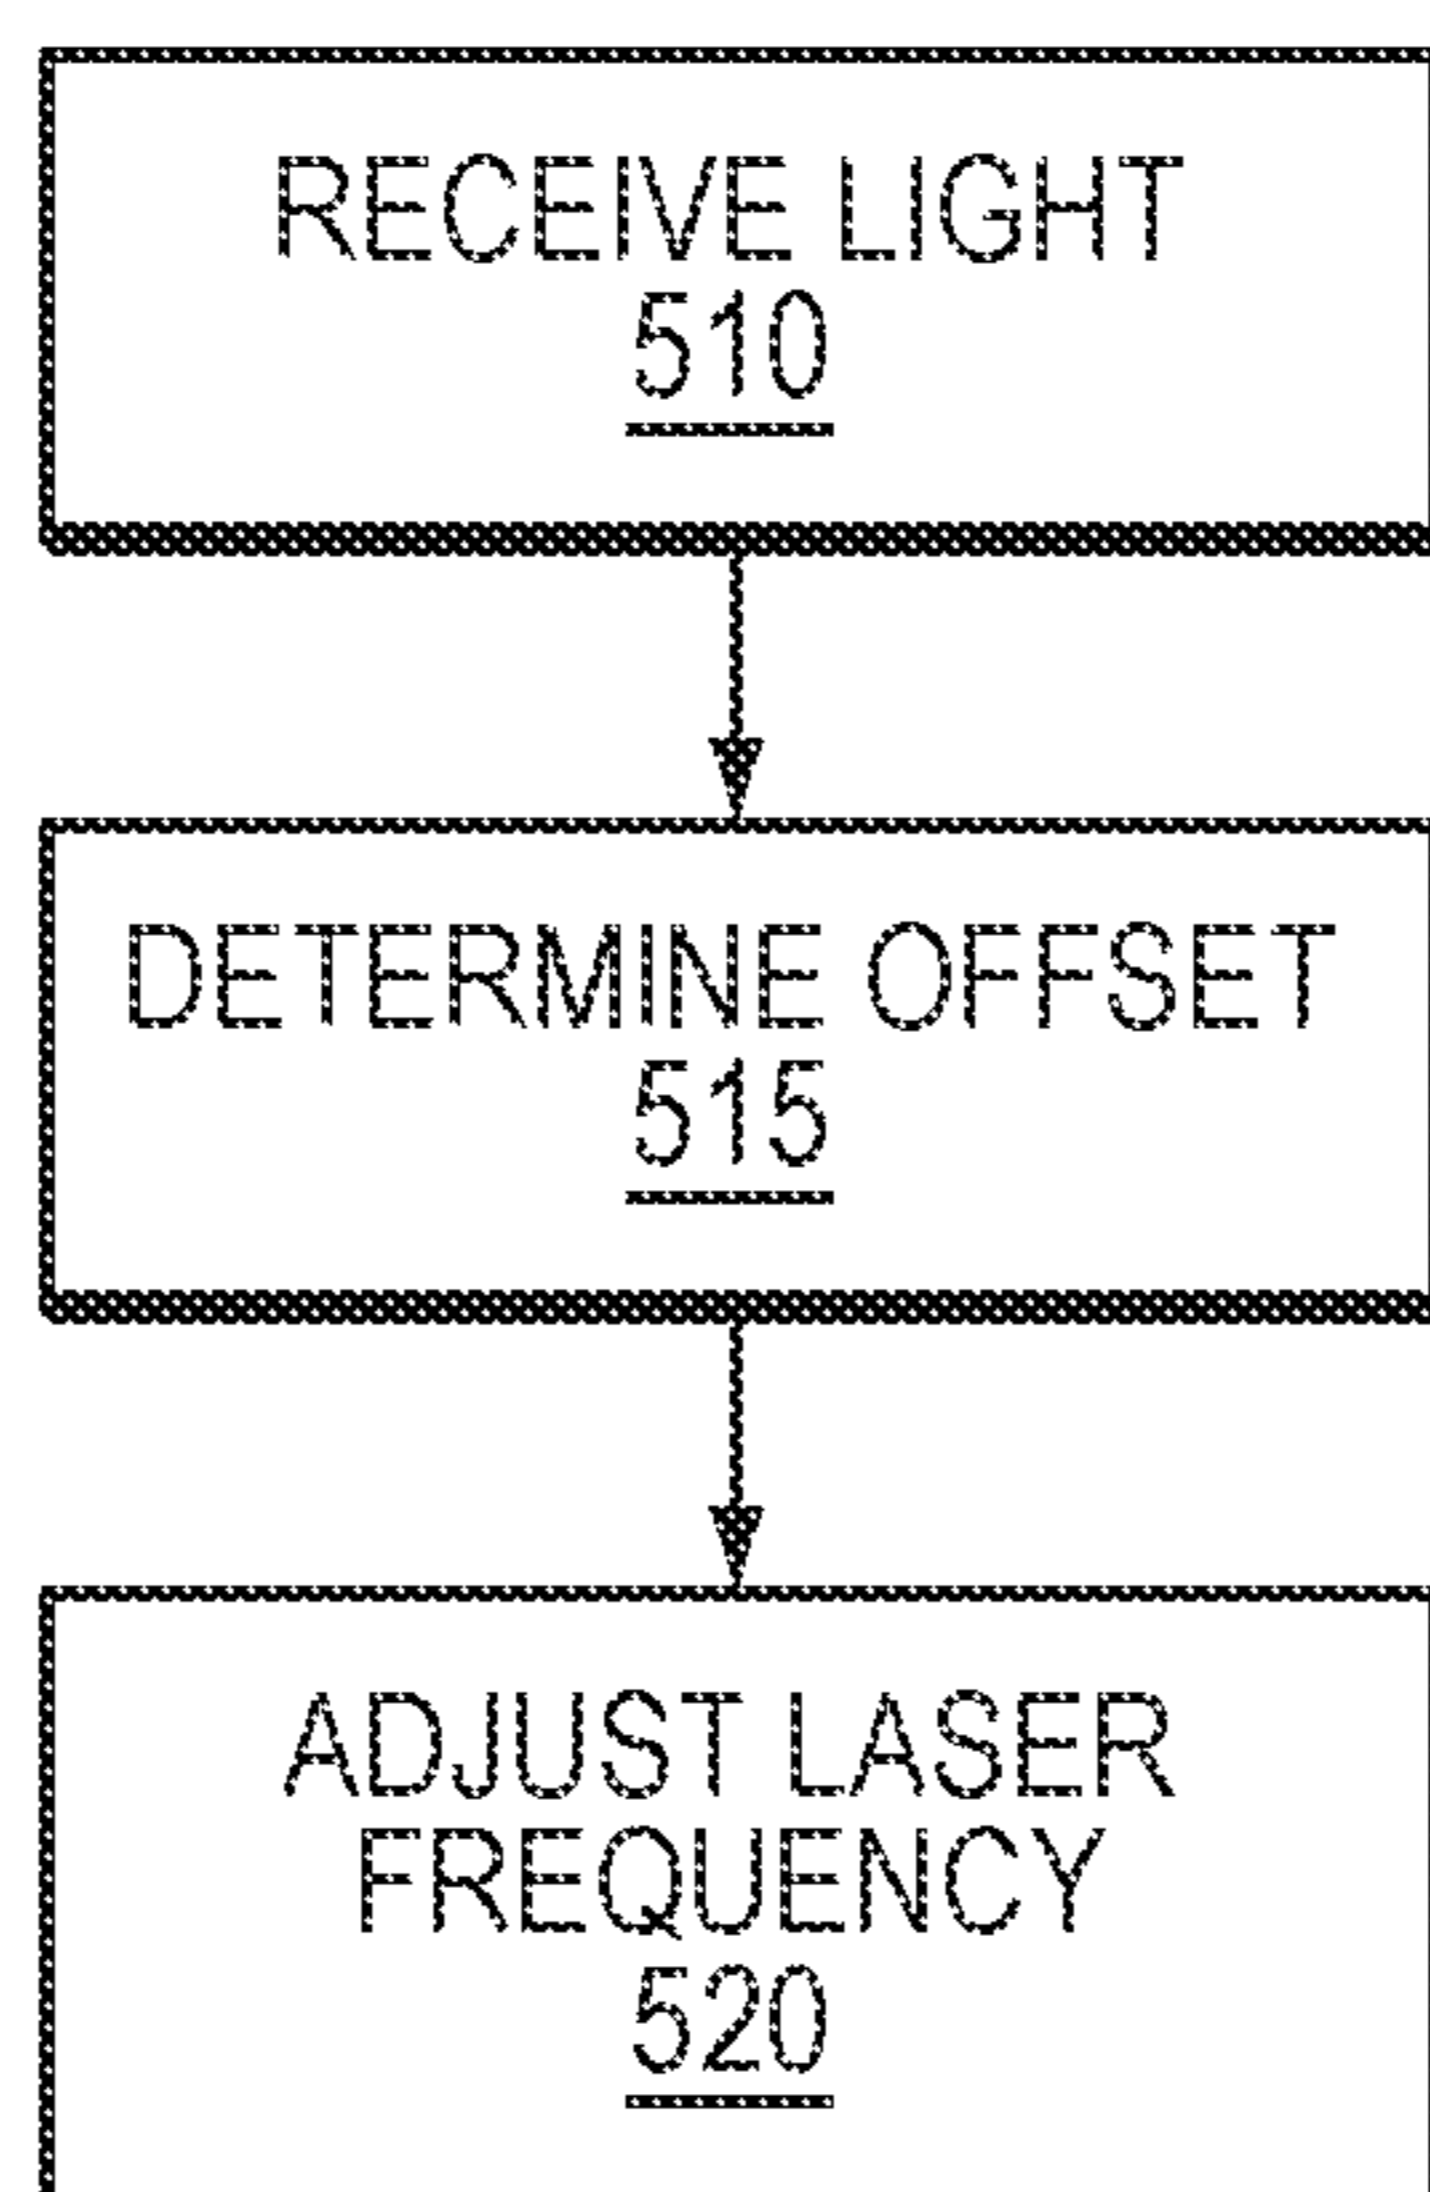 RECEIVE LIGHT
510
DETERMINE OFFSET
515
ADJUST LASER
FREQUENCY
520